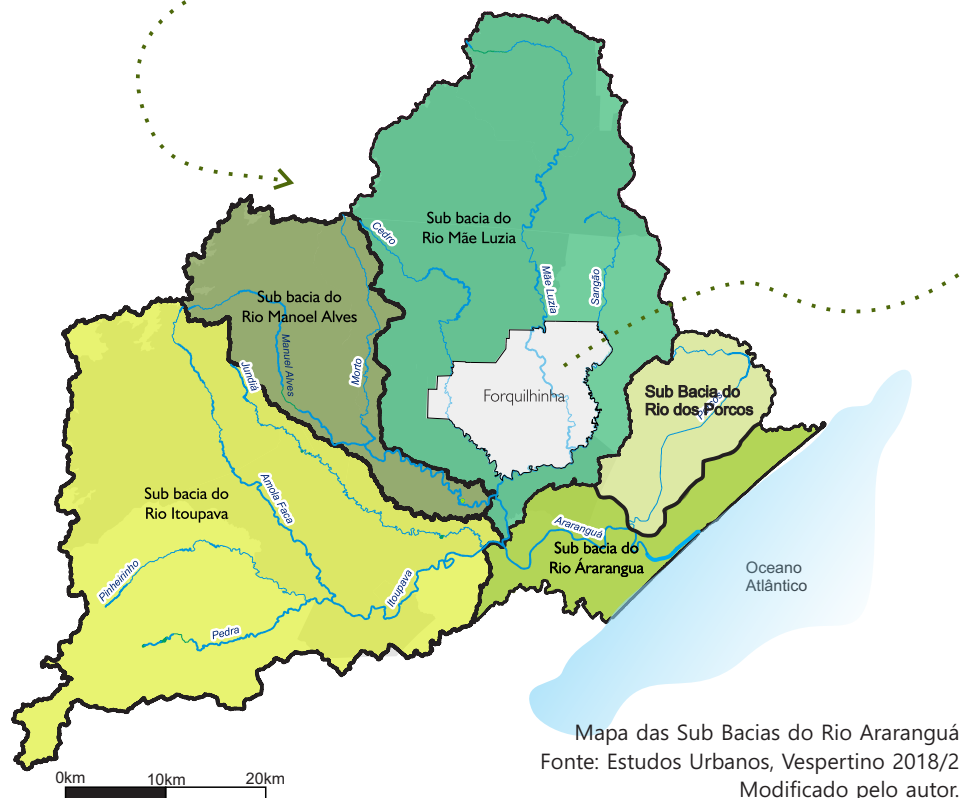 Sub bacia do
Rio Mãe Luzia
Cedro
Mãe Luzia
Sangão
Sub bacia do
Rio Manoel Alves
Manuel Alves
Morto
Jundiá
Forquilhinha
Sub Bacia do
Rio dos Porcos
Porcos
Sub bacia do
Rio Itoupava
Amola Faca
Araranguá
Sub bacia do
Rio Árarangua
Pinheirinho
Itoupava
Pedra
Oceano
Atlântico
Mapa das Sub Bacias do Rio Araranguá
Fonte: Estudos Urbanos, Vespertino 2018/2
Modificado pelo autor.
0km 10km 20km